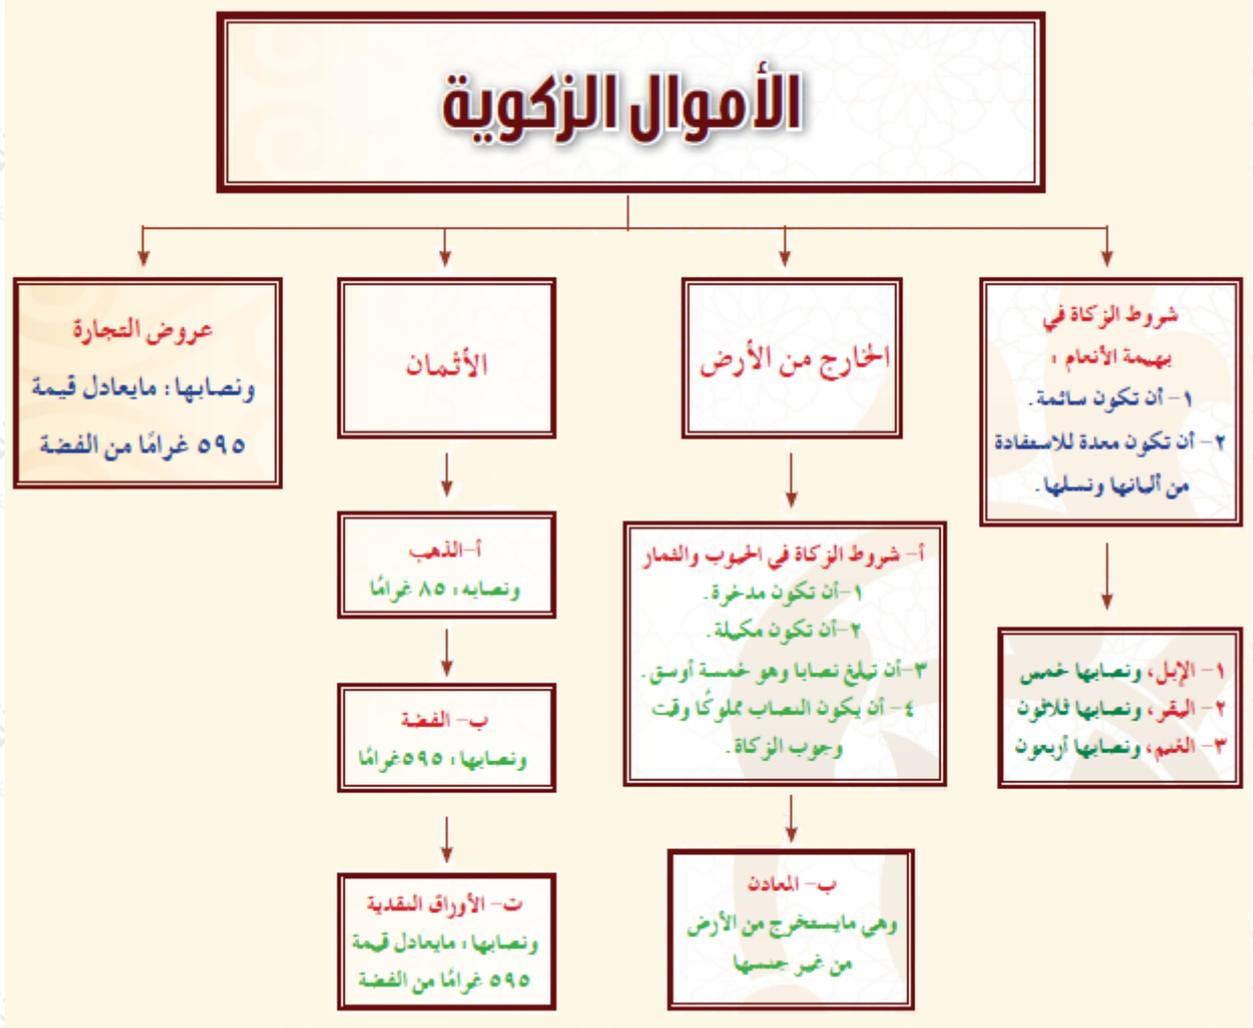 الأموال الزكوية
شروط الزكاة في
بهيمة الأنعام :
١- أن تكون سائمة.
٢- أن تكون معدة للاستفادة
من ألبانها ونسلها.
١- الإبل، ونصابها خمس
٢- البقر، ونصابها ثلاثون
٣- الغنم، ونصابها أربعون
الخارج من الأرض
أ- شروط الزكاة في الحبوب والثمار
١-أن تكون مدخرة.
٢-أن تكون مكيلة.
٣-أن تبلغ نصابا وهو خمسة أوسق.
٤- أن يكون النصاب مملوكًا وقت
وجوب الزكاة.
ب- المعادن
وهي مايستخرج من الأرض
من غير جنسها
الأثمان
أ-الذهب
ونصابه: ٨٥ غرامًا
ب- الفضة
ونصابها: ٥٩٥غرامًا
ت- الأوراق النقدية
ونصابها: مايعادل قيمة
٥٩٥ غرامًا من الفضة
عروض التجارة
ونصابها: مايعادل قيمة
٥٩٥ غرامًا من الفضة